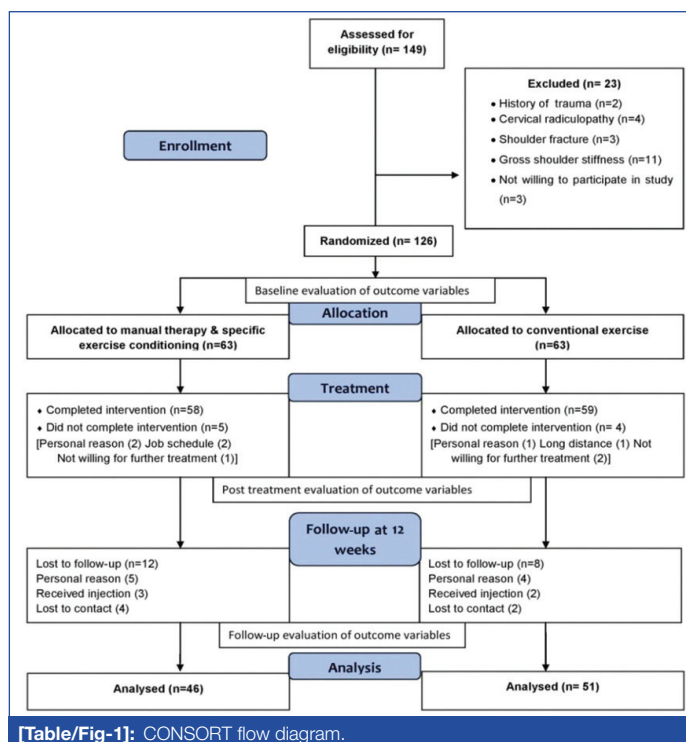 Assessed for
eligibility (n= 149)
Excluded (n= 23)
• History of trauma (n=2)
• Cervical radiculopathy (n=4)
• Shoulder fracture (n=3)
• Gross shoulder stiffness (n=11)
• Not willing to participate in study
(n=3)
Enrollment
Randomized (n= 126)
Baseline evaluation of outcome variables
Allocation
Allocated to manual therapy & specific
exercise conditioning (n=63)
Allocated to conventional exercise
(n=63)
Treatment
♦ Completed intervention (n=58)
♦ Did not complete intervention (n=5)
[Personal reason (2) Job schedule (2)
Not willing for further treatment (1)]
♦ Completed intervention (n=59)
♦ Did not complete intervention (n= 4)
[Personal reason (1) Long distance (1) Not
willing for further treatment (2)]
Post treatment evaluation of outcome variables
Follow-up at 12
weeks
Lost to follow-up (n=12)
Personal reason (5)
Received injection (3)
Lost to contact (4)
Lost to follow-up (n=8)
Personal reason (4)
Received injection (2)
Lost to contact (2)
Follow-up evaluation of outcome variables
Analysis
Analysed (n=46)
Analysed (n= 51)
[Table/Fig-1]: CONSORT flow diagram.